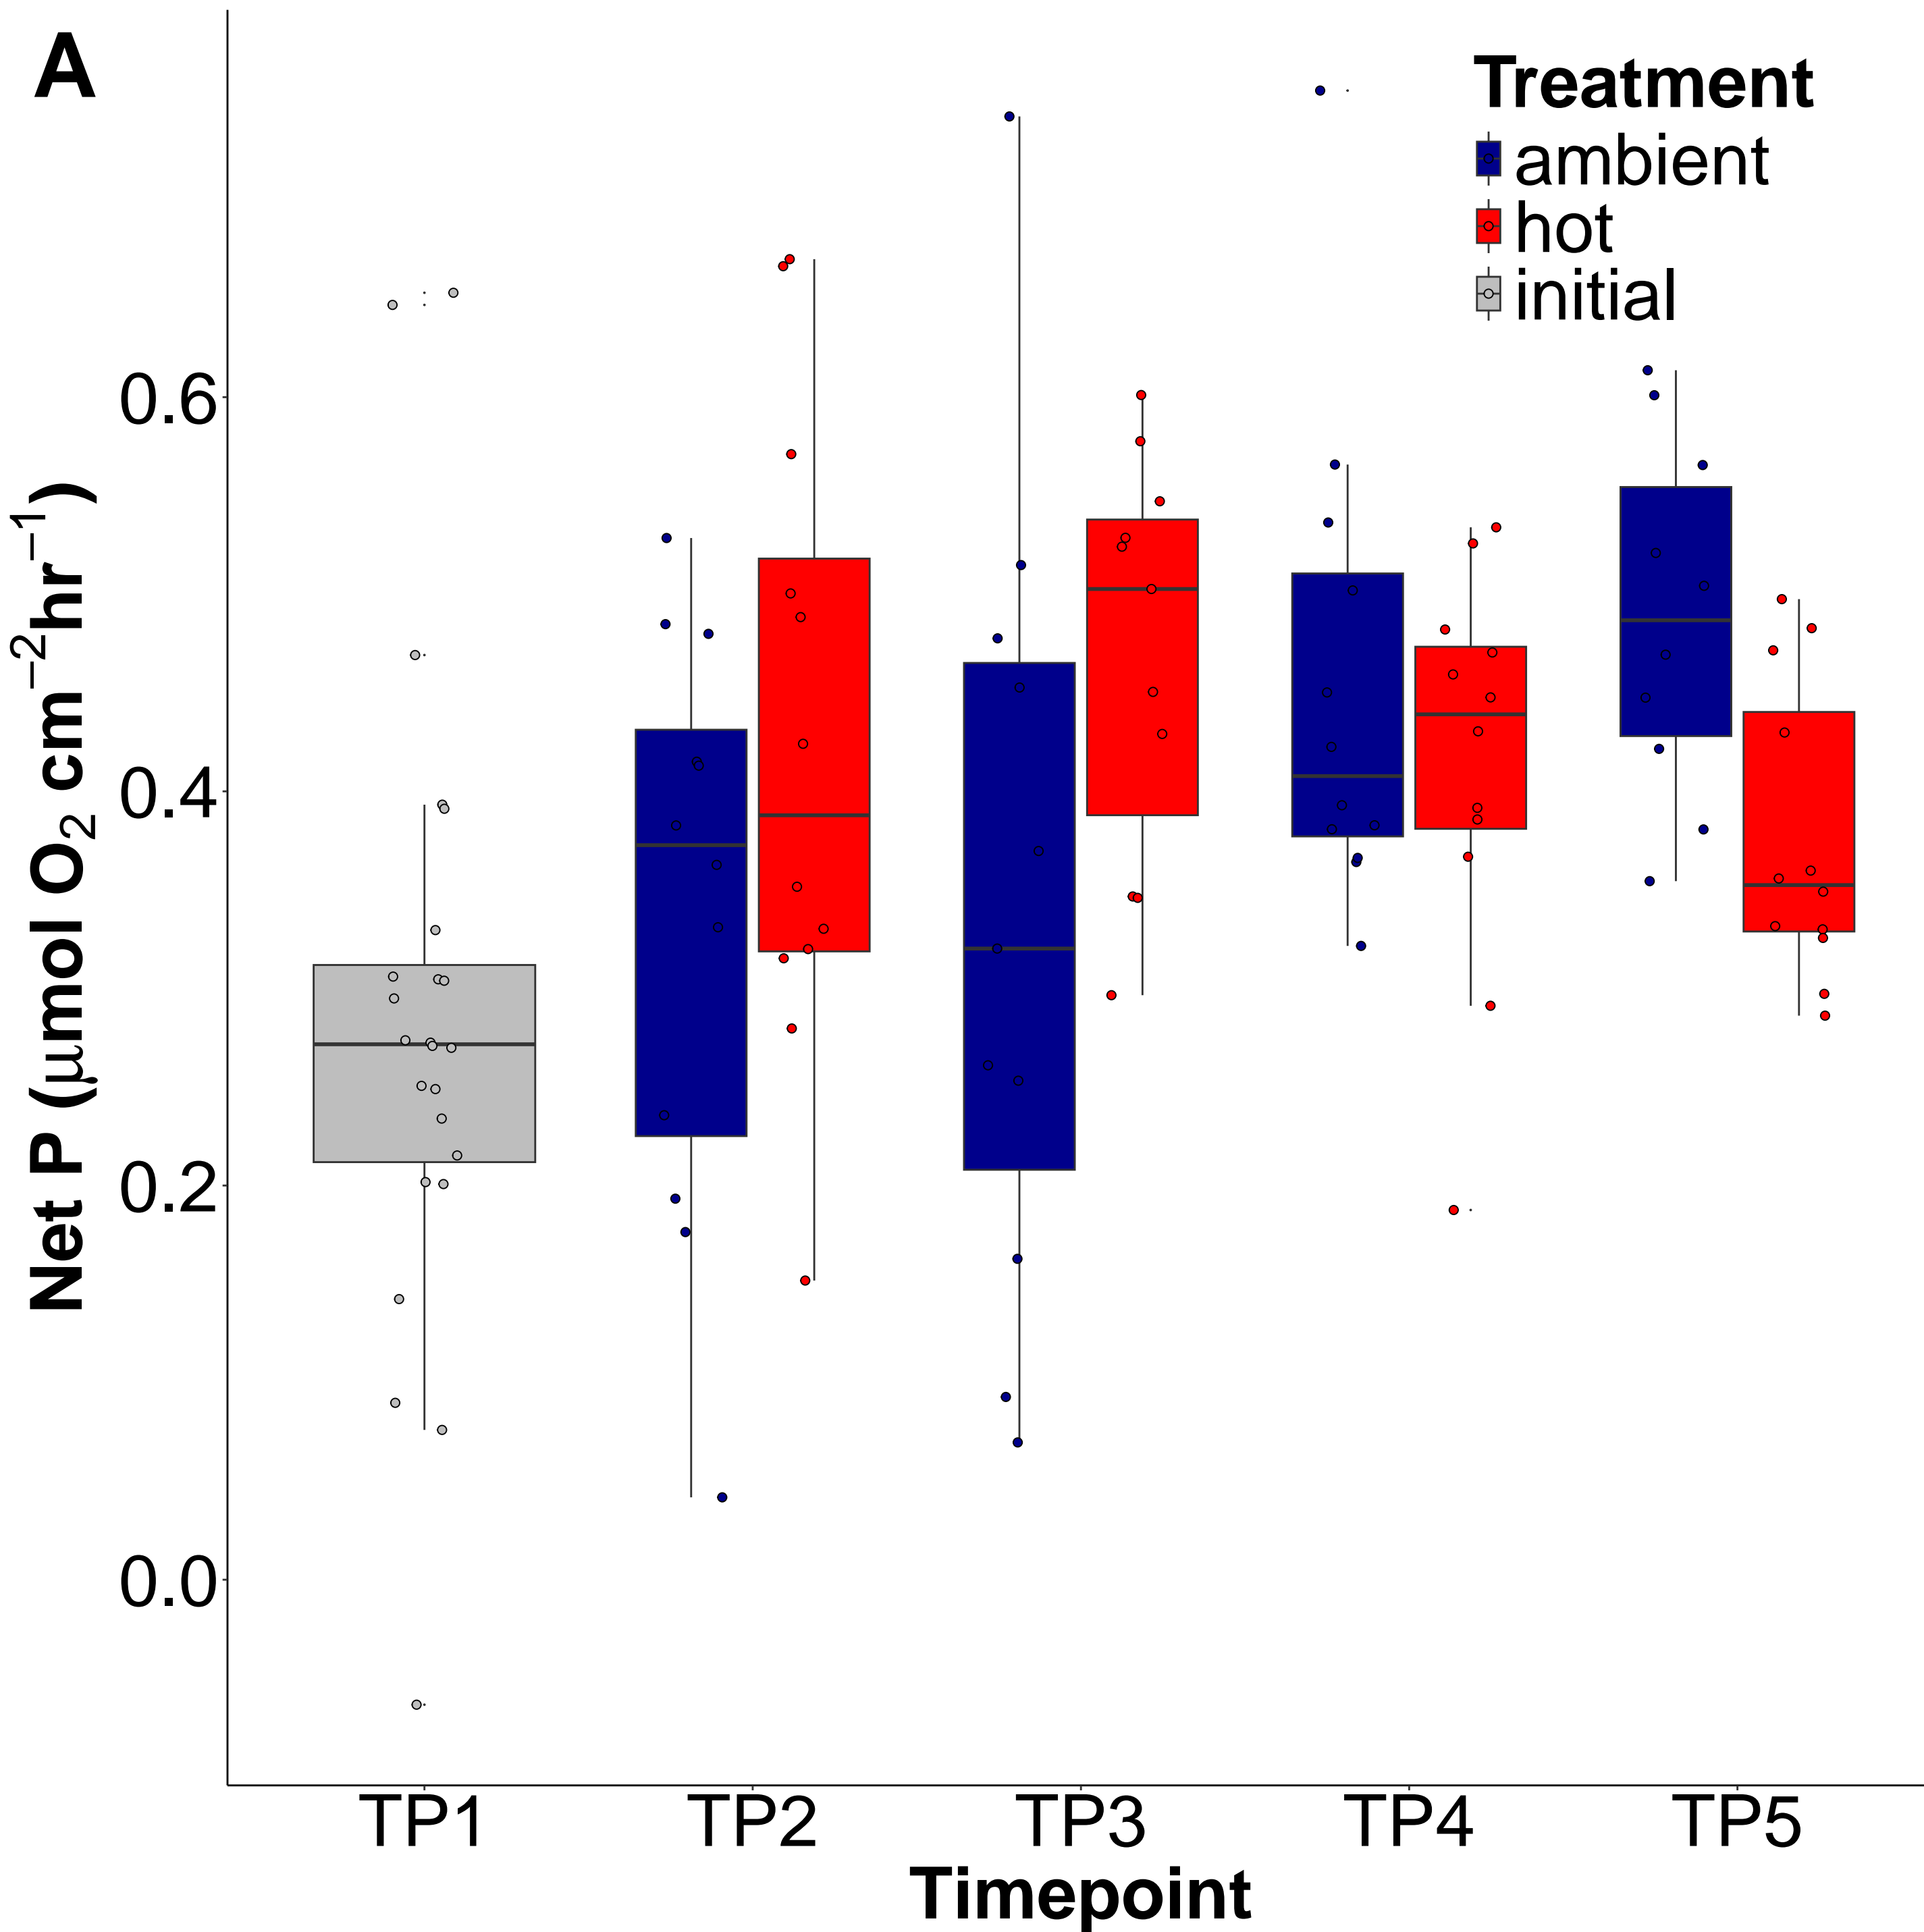 A
Treatment
ambient
hot
initial
0.6
0.4
0.2
0.0
Net P (μmol O₂ cm⁻²hr⁻¹)
TP1 TP2 TP3 TP4 TP5
Timepoint